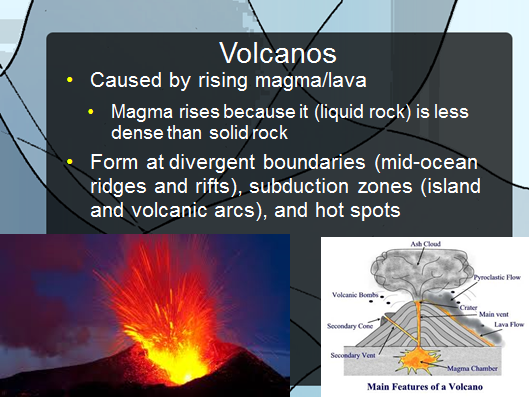 Volcanos
• Caused by rising magma/lava
• Magma rises because it (liquid rock) is less
dense than solid rock
• Form at divergent boundaries (mid-ocean
ridges and rifts), subduction zones (island
and volcanic arcs), and hot spots
Ash Cloud
Pyroclastic Flow
Volcanic Bombs
Crater
Main vent
Secondary Cone
Lava Flow
Secondary Vent
Magma Chamber
Main Features of a Volcano